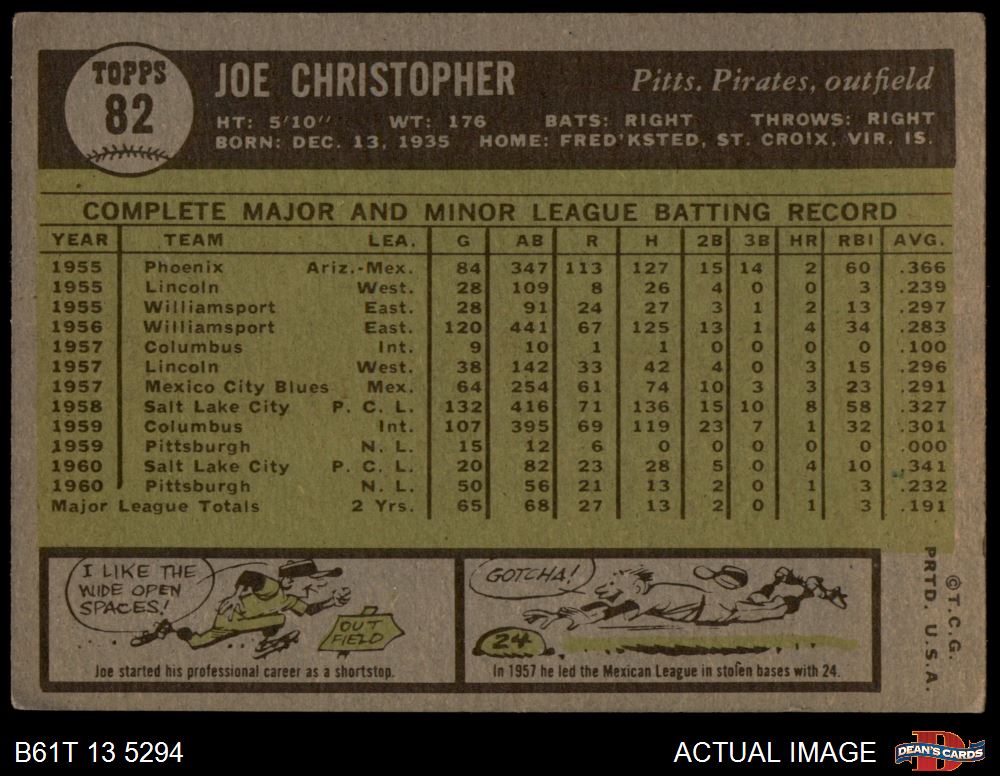 TOPPS
82
JOE CHRISTOPHER Pitts. Pirates, outfield
HT: 5'10" WT: 176 BATS: RIGHT THROWS: RIGHT
BORN: DEC. 13, 1935 HOME: FRED'KSTED, ST. CROIX, VIR. IS.
COMPLETE MAJOR AND MINOR LEAGUE BATTING RECORD
YEAR TEAM LEA. G AB R H 2B 3B HR RBI AVG.
1955 Phoenix Ariz.-Mex. 84 347 113 127 15 14 2 60 .366
1955 Lincoln West. 28 109 8 26 4 0 0 3 .239
1955 Williamsport East. 28 91 24 27 3 1 2 13 .297
1956 Williamsport East. 120 441 67 125 13 1 4 34 .283
1957 Columbus Int. 9 10 1 1 0 0 0 0 .100
1957 Lincoln West. 38 142 33 42 4 0 3 15 .296
1957 Mexico City Blues Mex. 64 254 61 74 10 3 3 23 .291
1958 Salt Lake City P. C. L. 132 416 71 136 15 10 8 58 .327
1959 Columbus Int. 107 395 69 119 23 7 1 32 .301
1959 Pittsburgh N. L. 15 12 6 0 0 0 0 0 .000
1960 Salt Lake City P. C. L. 20 82 23 28 5 0 4 10 .341
1960 Pittsburgh N. L. 50 56 21 13 2 0 1 3 .232
Major League Totals 2 Yrs. 65 68 27 13 2 0 1 3 .191
I LIKE THE
WIDE OPEN
SPACES!
OUT
FIELD
Joe started his professional career as a shortstop.
GOTCHA!
24
In 1957 he led the Mexican League in stolen bases with 24.
©T.C.G.
PRTD. U.S.A.
B61T 13 5294 ACTUAL IMAGE
D
DEAN'S CARDS